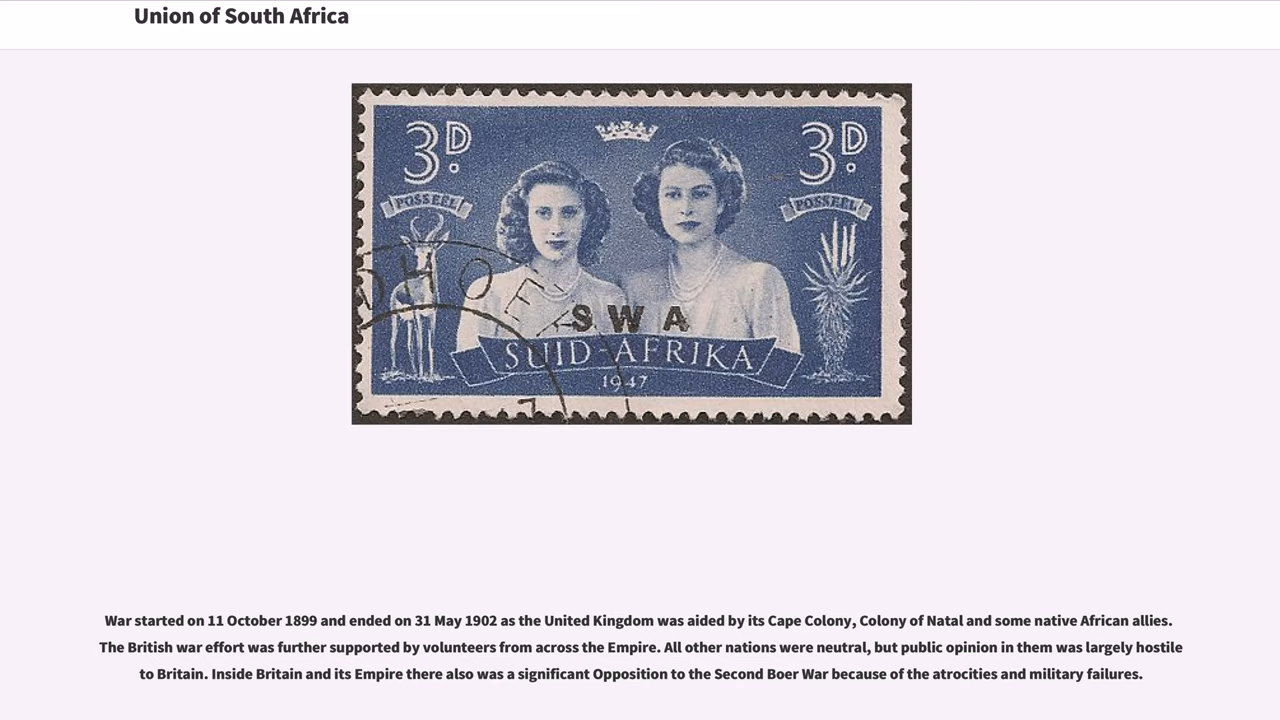 Union of South Africa
3D. 3D.
POSSEËL POSSEËL
DHOE
SWA
SUID-AFRIKA
1947
7
War started on 11 October 1899 and ended on 31 May 1902 as the United Kingdom was aided by its Cape Colony, Colony of Natal and some native African allies.
The British war effort was further supported by volunteers from across the Empire. All other nations were neutral, but public opinion in them was largely hostile
to Britain. Inside Britain and its Empire there also was a significant Opposition to the Second Boer War because of the atrocities and military failures.